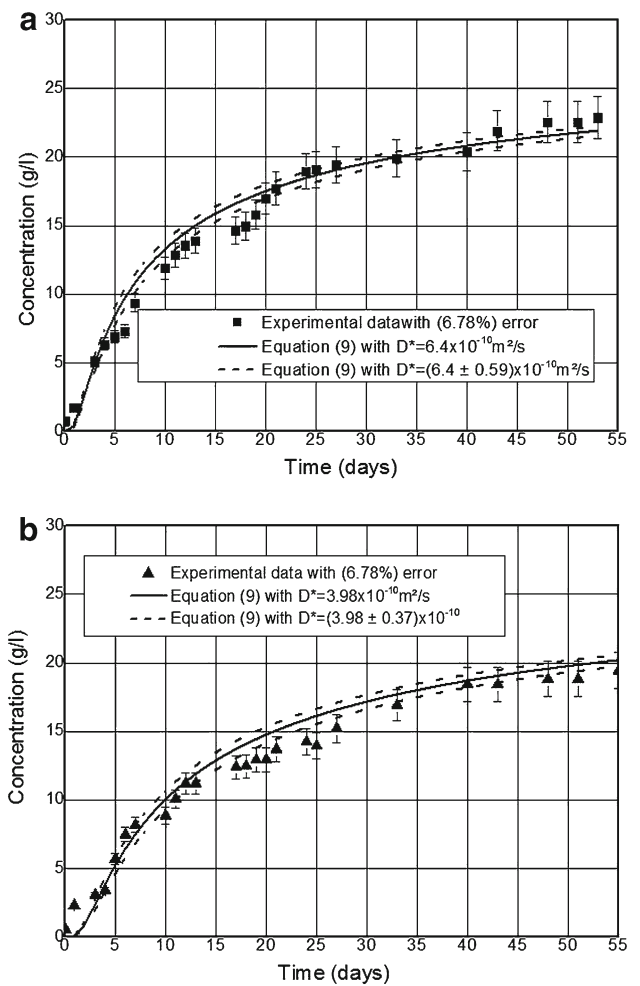 a
30
25
20
15
10
5
0
Concentration (g/l)
Experimental datawith (6.78%) error
Equation (9) with D*=6.4x10⁻¹⁰m²/s
Equation (9) with D*=(6.4 ± 0.59)x10⁻¹⁰m²/s
0 5 10 15 20 25 30 35 40 45 50 55
Time (days)
b
30
25
20
15
10
5
0
Concentration (g/l)
Experimental data with (6.78%) error
Equation (9) with D*=3.98x10⁻¹⁰m²/s
Equation (9) with D*=(3.98 ± 0.37)x10⁻¹⁰
0 5 10 15 20 25 30 35 40 45 50 55
Time (days)